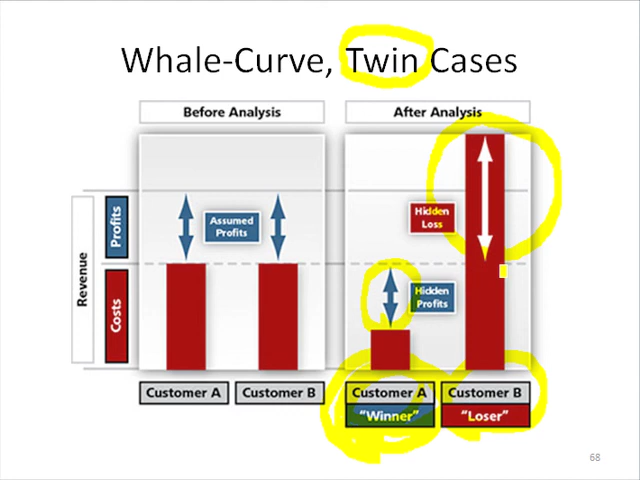 Whale-Curve, Twin Cases
Before Analysis
After Analysis
Revenue
Profits
Costs
Assumed
Profits
Hidden
Loss
Hidden
Profits
Customer A
Customer B
Customer A
"Winner"
Customer B
"Loser"
68